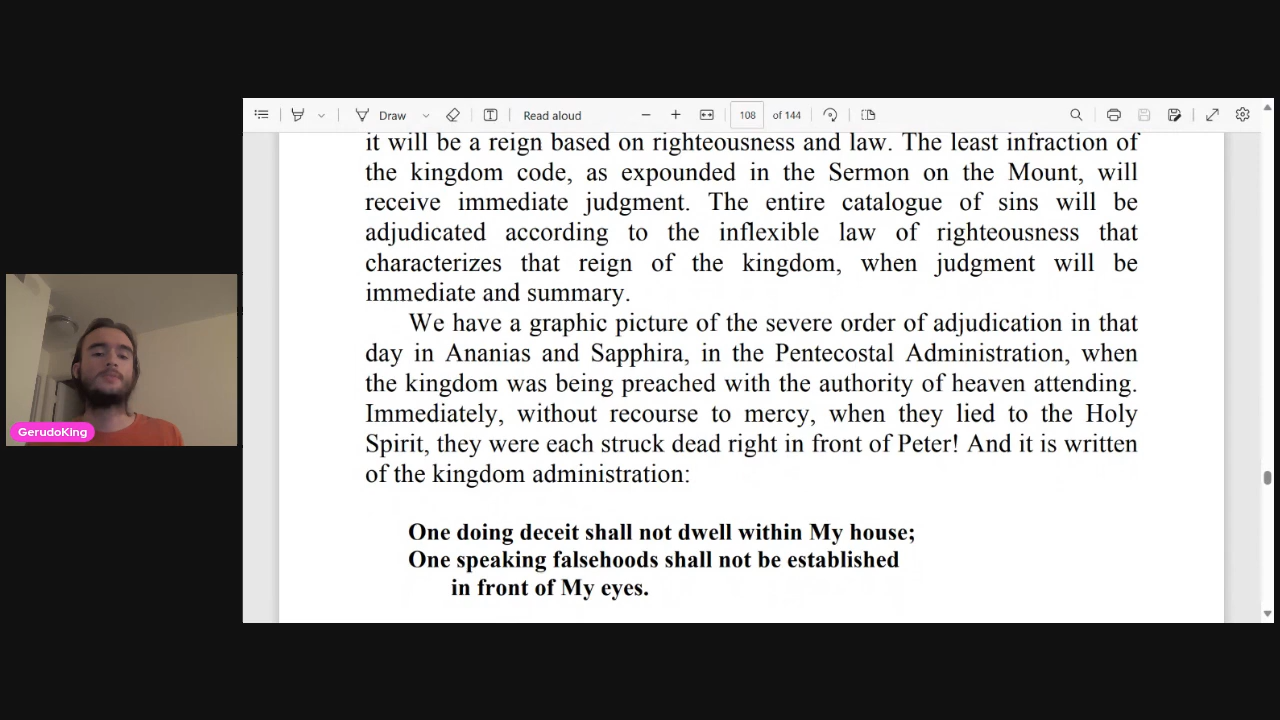 Draw
Read aloud
108 of 144
it will be a reign based on righteousness and law. The least infraction of
the kingdom code, as expounded in the Sermon on the Mount, will
receive immediate judgment. The entire catalogue of sins will be
adjudicated according to the inflexible law of righteousness that
characterizes that reign of the kingdom, when judgment will be
immediate and summary.
We have a graphic picture of the severe order of adjudication in that
day in Ananias and Sapphira, in the Pentecostal Administration, when
the kingdom was being preached with the authority of heaven attending.
Immediately, without recourse to mercy, when they lied to the Holy
Spirit, they were each struck dead right in front of Peter! And it is written
of the kingdom administration:
One doing deceit shall not dwell within My house;
One speaking falsehoods shall not be established
in front of My eyes.
GerudoKing